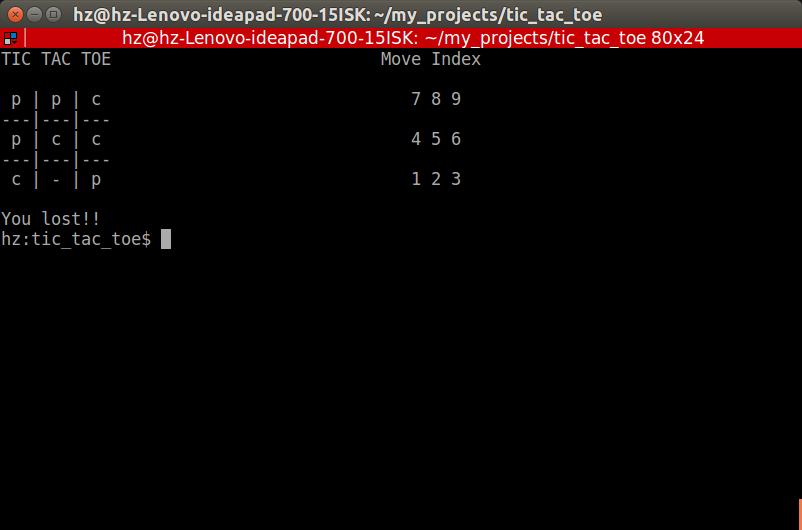 hz@hz-Lenovo-ideapad-700-15ISK: ~/my_projects/tic_tac_toe
hz@hz-Lenovo-ideapad-700-15ISK: ~/my_projects/tic_tac_toe 80x24
TIC TAC TOE                           Move Index
 p | p | c                               7 8 9
---|---|---
 p | c | c                               4 5 6
---|---|---
 c | - | p                               1 2 3
You lost!!
hz:tic_tac_toe$